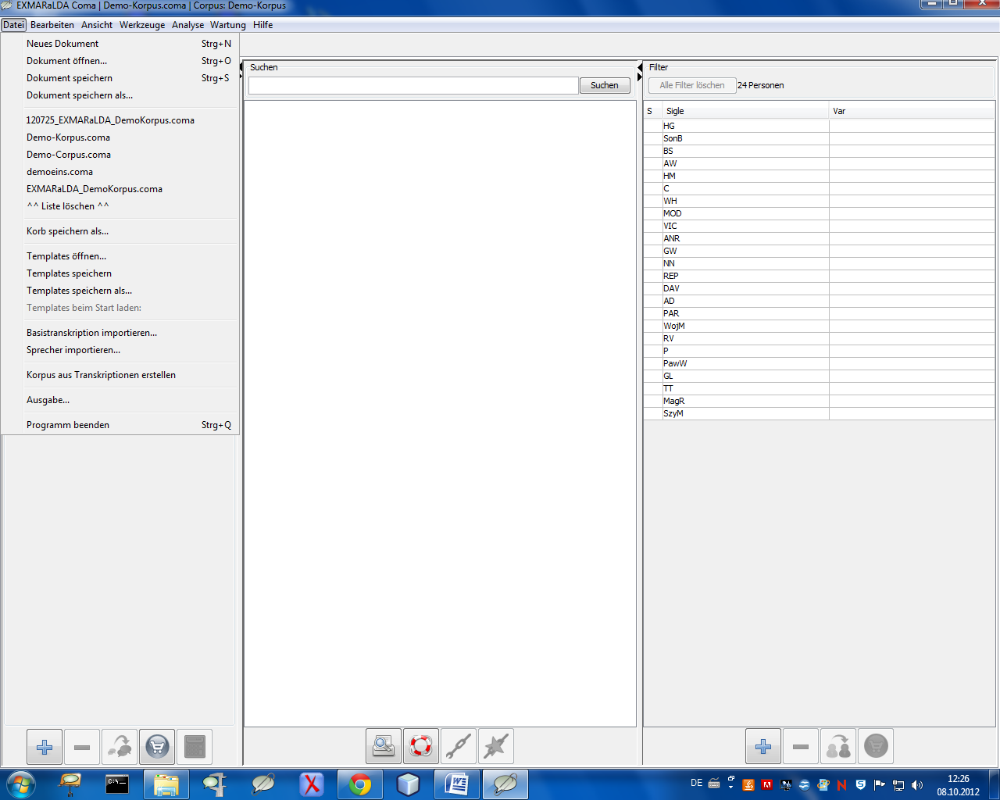 EXMARaLDA Coma | Demo-Korpus.coma | Corpus: Demo-Korpus
Datei Bearbeiten Ansicht Werkzeuge Analyse Wartung Hilfe
Neues Dokument Strg+N
Dokument öffnen... Strg+O
Dokument speichern Strg+S
Dokument speichern als...
120725_EXMARaLDA_DemoKorpus.coma
Demo-Korpus.coma
Demo-Corpus.coma
demoeins.coma
EXMARaLDA_DemoKorpus.coma
^^ Liste löschen ^^
Korb speichern als...
Templates öffnen...
Templates speichern
Templates speichern als...
Templates beim Start laden:
Basistranskription importieren...
Sprecher importieren...
Korpus aus Transkriptionen erstellen
Ausgabe...
Programm beenden Strg+Q
Suchen
Suchen
Filter
Alle Filter löschen 24 Personen
S Sigle Var
HG
SonB
BS
AW
HM
C
WH
MOD
VIC
ANR
GW
NN
REP
DAV
AD
PAR
WojM
RV
P
PawW
GL
TT
MagR
SzyM
C:\_
DE
12:26
08.10.2012